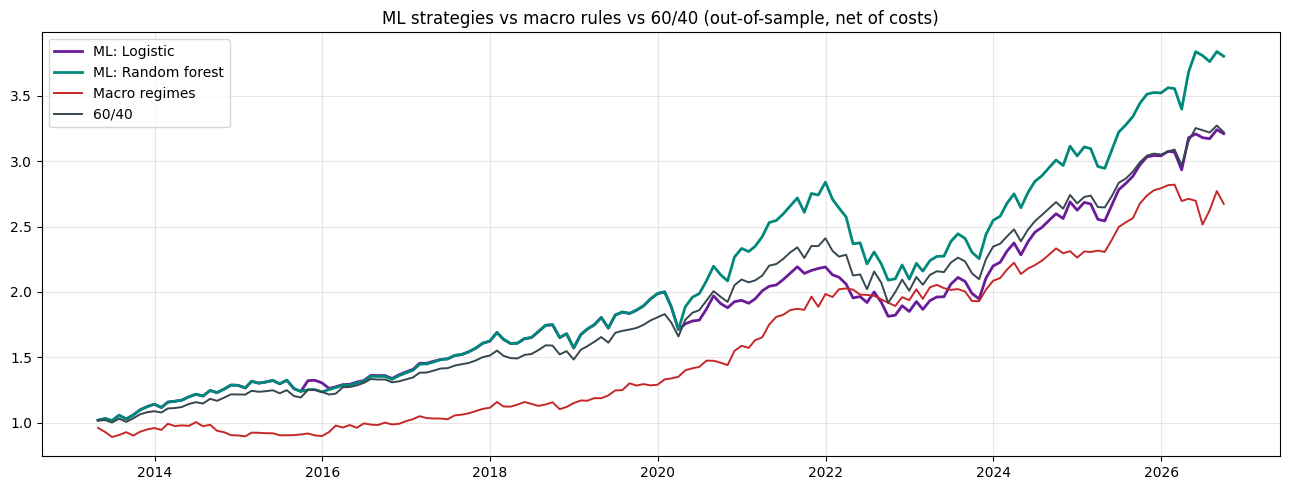 ML strategies vs macro rules vs 60/40 (out-of-sample, net of costs)
ML: Logistic
ML: Random forest
Macro regimes
60/40
3.5
3.0
2.5
2.0
1.5
1.0
2014 2016 2018 2020 2022 2024 2026